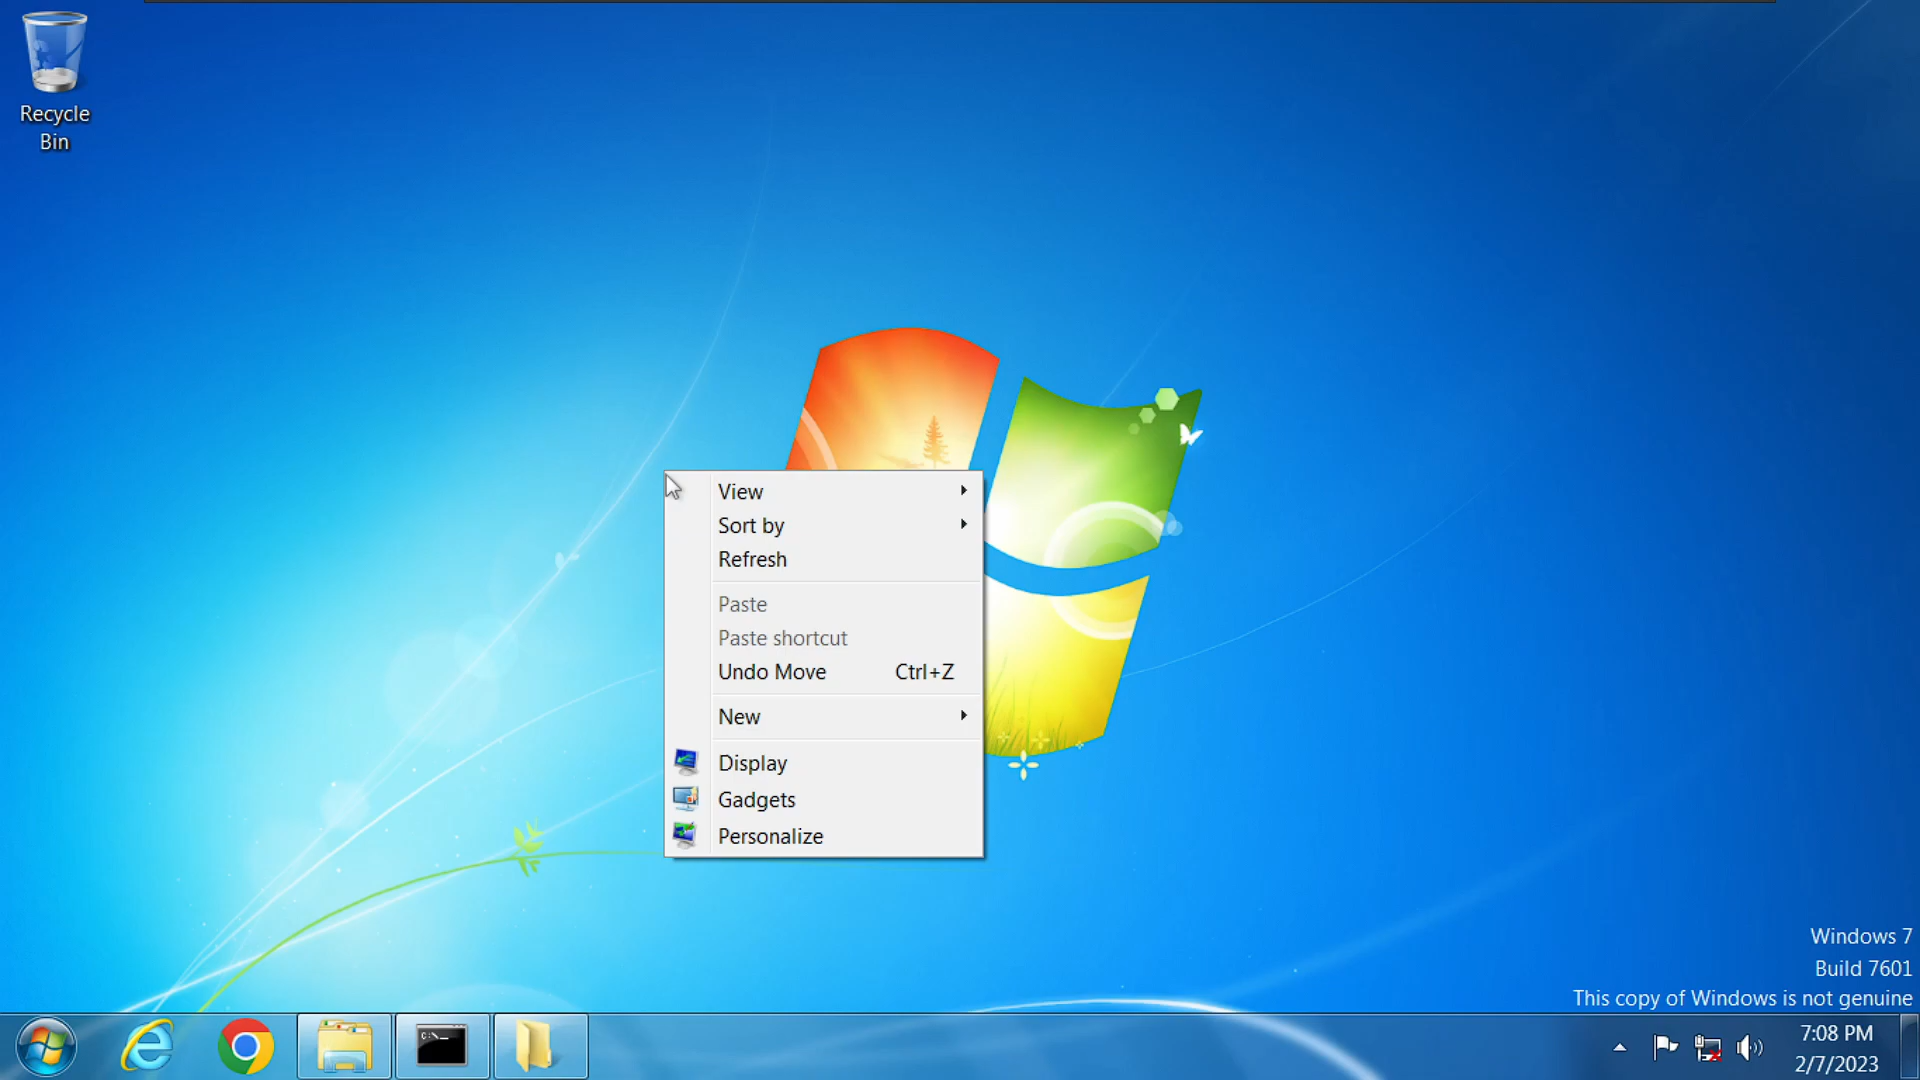 Recycle
Bin
View
Sort by
Refresh
Paste
Paste shortcut
Undo Move Ctrl+Z
New
Display
Gadgets
Personalize
Windows 7
Build 7601
This copy of Windows is not genuine
C:\>_
7:08 PM
2/7/2023